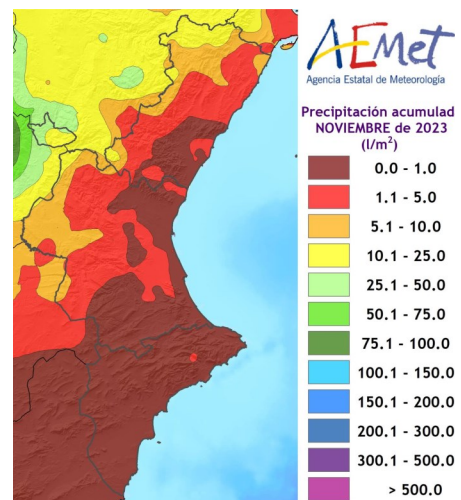 AEMet
Agencia Estatal de Meteorología
Precipitación acumulad
NOVIEMBRE de 2023
(l/m²)
0.0 - 1.0
1.1 - 5.0
5.1 - 10.0
10.1 - 25.0
25.1 - 50.0
50.1 - 75.0
75.1 - 100.0
100.1 - 150.0
150.1 - 200.0
200.1 - 300.0
300.1 - 500.0
> 500.0